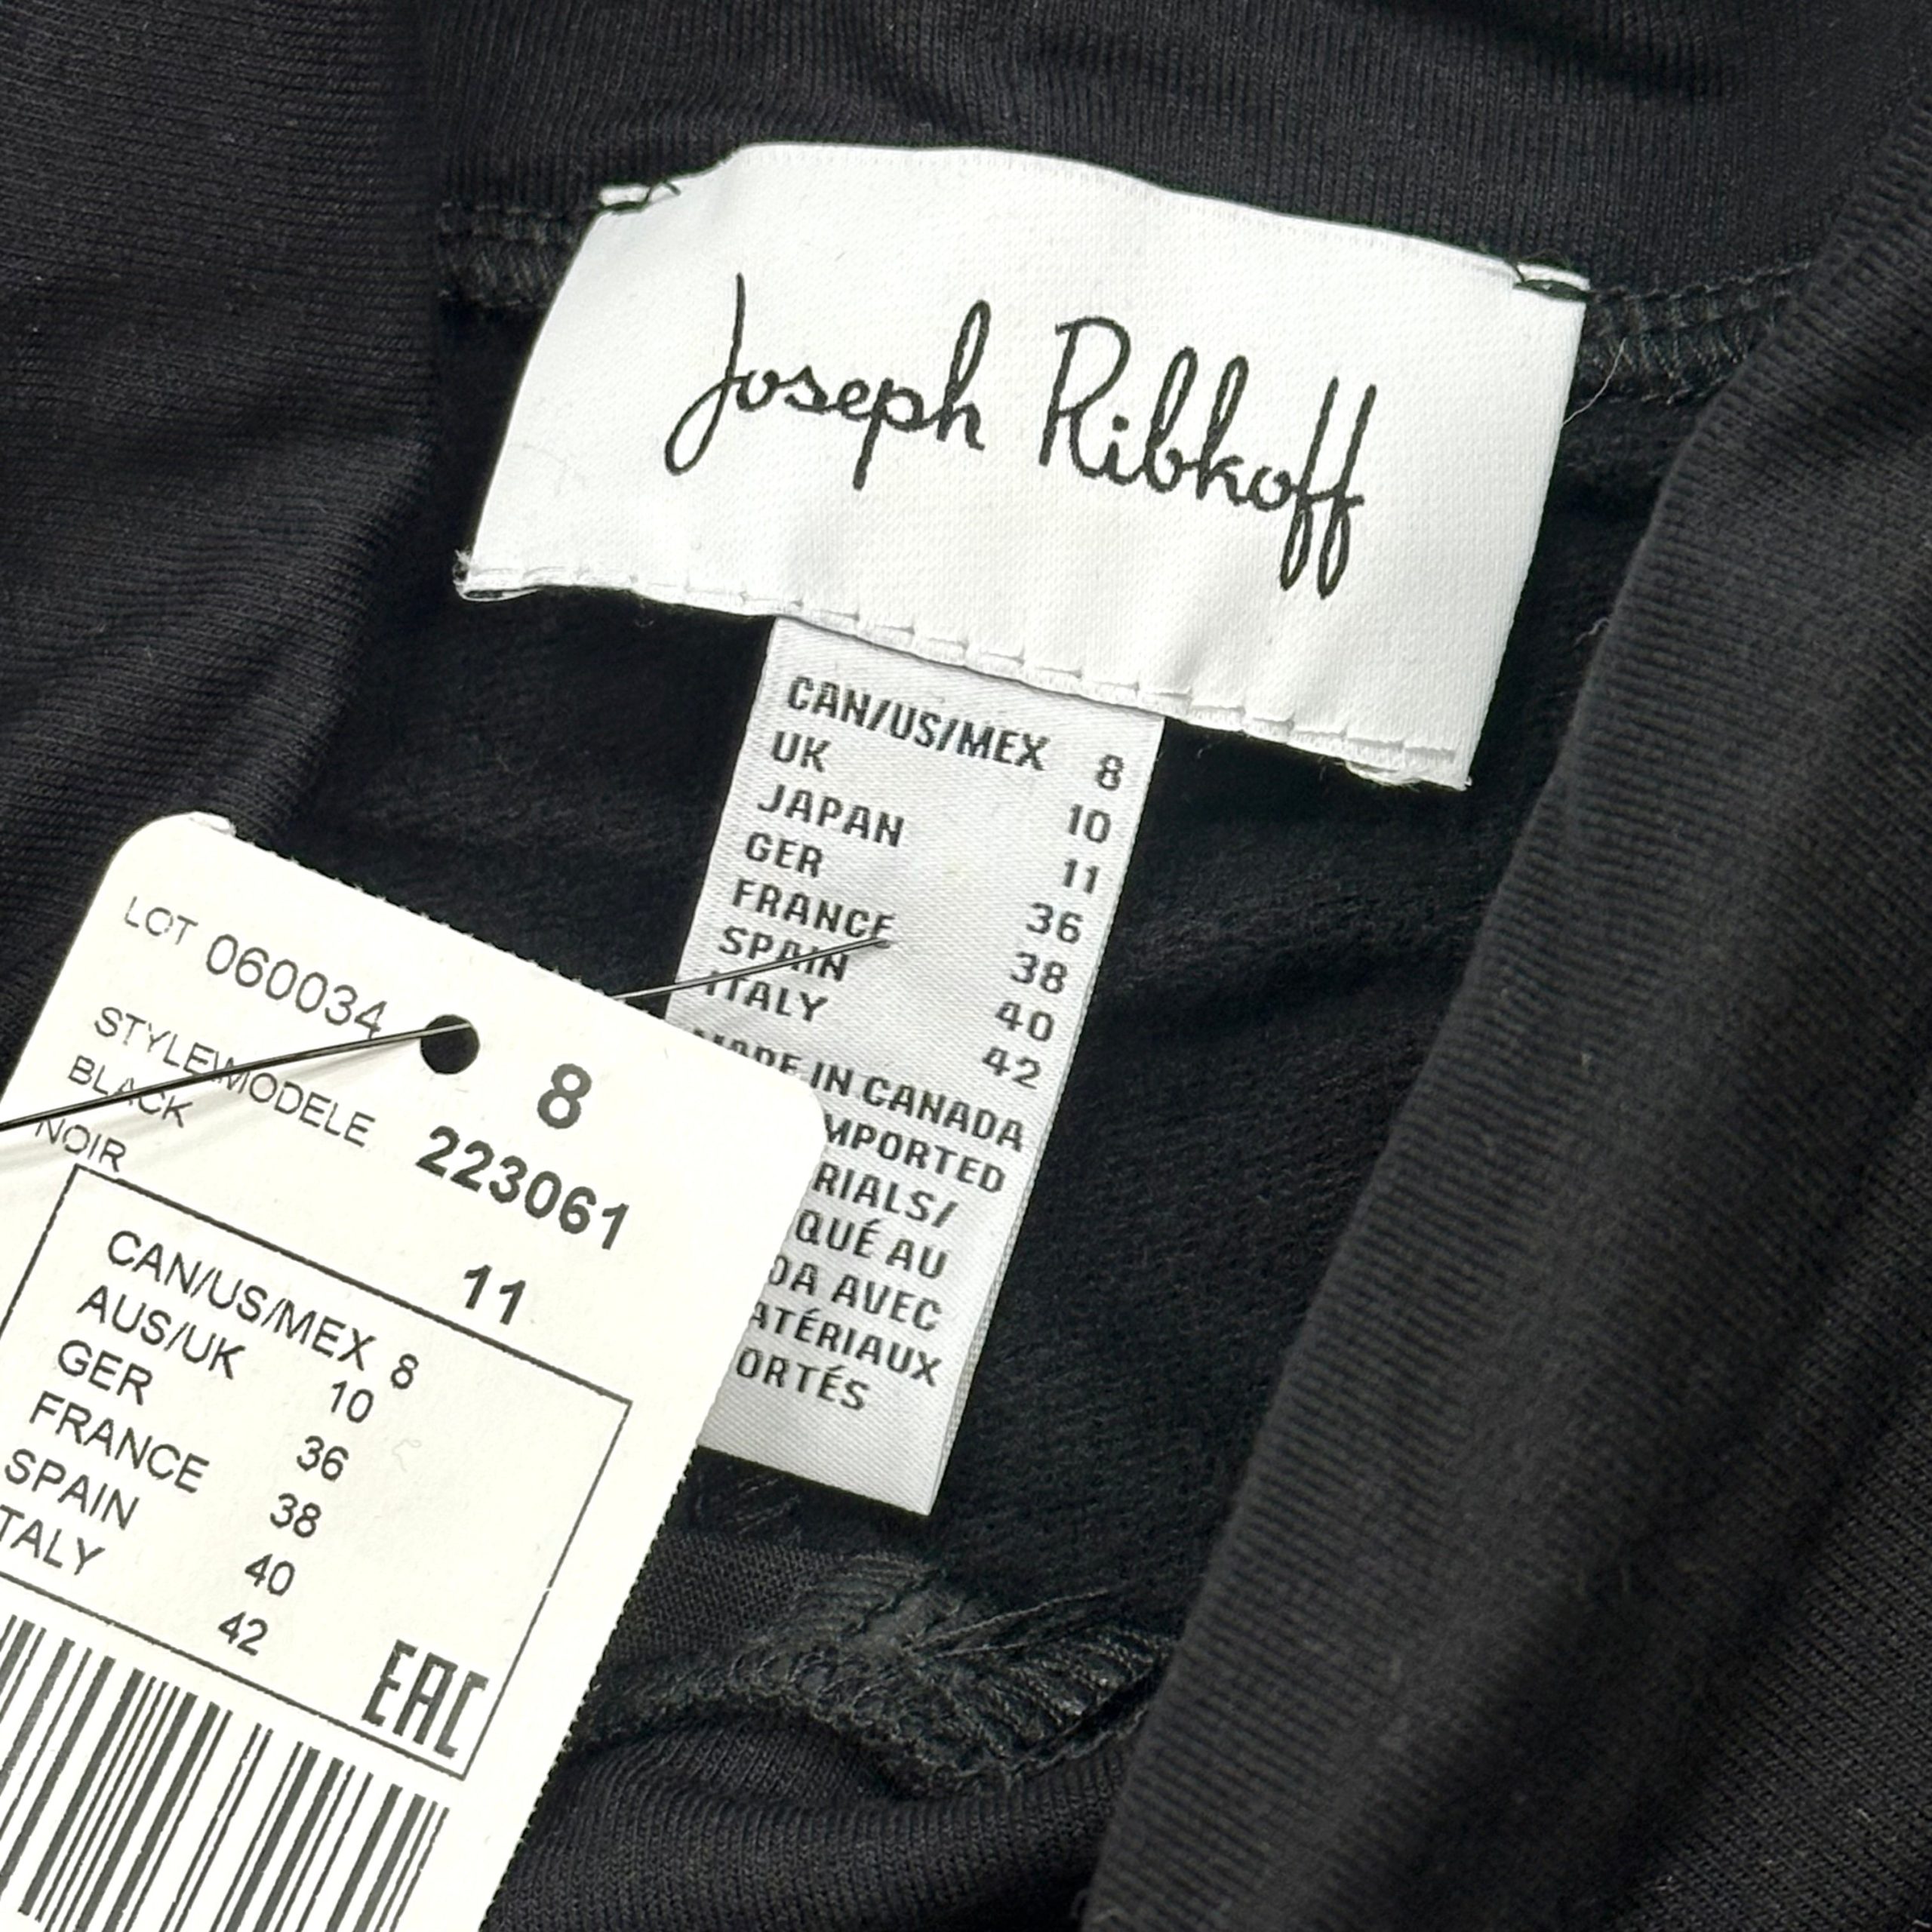 Joseph Ribkoff
CAN/US/MEX 8
UK 10
JAPAN 11
GER 36
FRANCE 38
SPAIN 40
ITALY 42
MADE IN CANADA
MPORTED
RIALS/
QUÉ AU
DA AVEC
ATÉRIAUX
ORTÉS
LOT 060034
8
STYLE\MODELE 223061
BLACK
NOIR
11
CAN/US/MEX 8
AUS/UK 10
GER 36
FRANCE 38
SPAIN 40
TALY 42
EAC